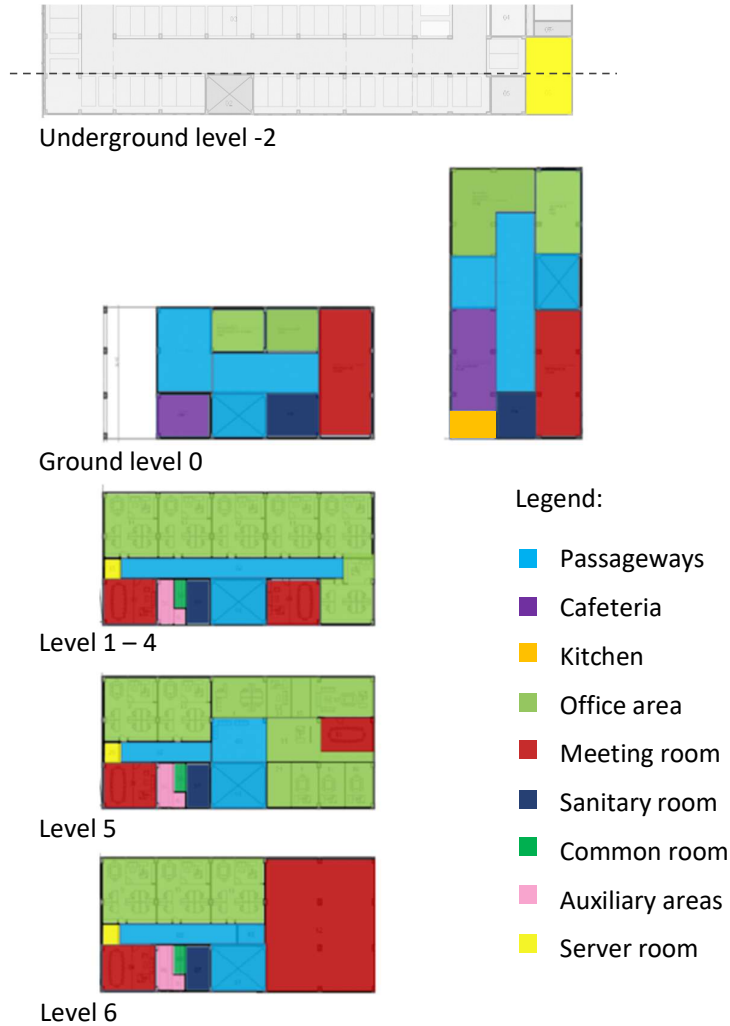 Underground level -2
Ground level 0
Level 1 – 4
Level 5
Level 6
Legend:
Passageways
Cafeteria
Kitchen
Office area
Meeting room
Sanitary room
Common room
Auxiliary areas
Server room